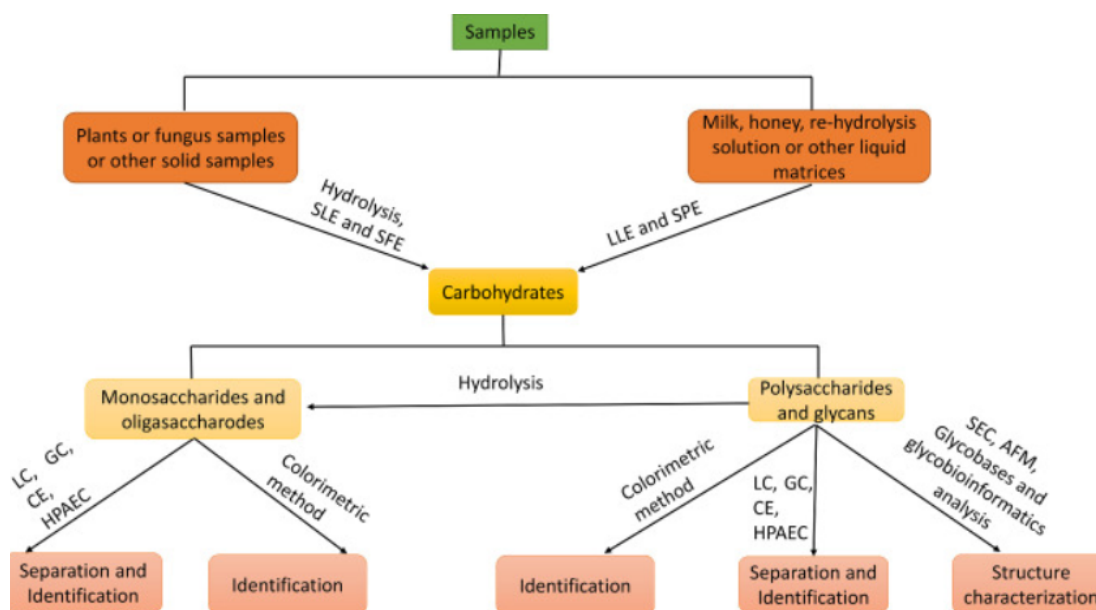 Samples
Plants or fungus samples
or other solid samples
Milk, honey, re-hydrolysis
solution or other liquid
matrices
Hydrolysis,
SLE and SFE
LLE and SPE
Carbohydrates
Monosaccharides and
oligasaccharodes
Hydrolysis
Polysaccharides
and glycans
LC, GC,
CE,
HPAEC
Colorimetric
method
Colorimetric
method
LC, GC,
CE,
HPAEC
SEC, AFM,
Glycobases and
glycobioinformatics
analysis
Separation and
Identification
Identification
Identification
Separation and
Identification
Structure
characterization